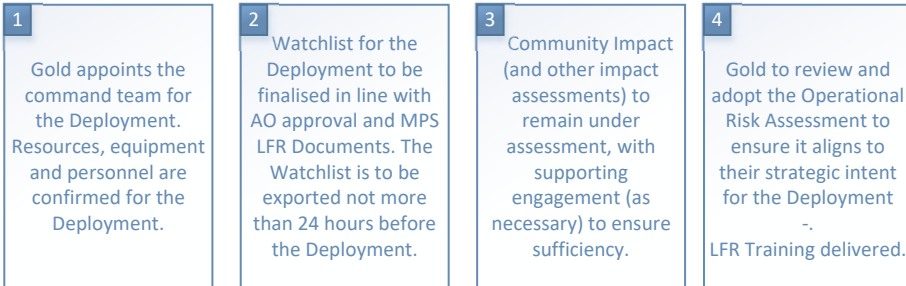 1
Gold appoints the
command team for
the Deployment.
Resources, equipment
and personnel are
confirmed for the
Deployment.
2
Watchlist for the
Deployment to be
finalised in line with
AO approval and MPS
LFR Documents. The
Watchlist is to be
exported not more
than 24 hours before
the Deployment.
3
Community Impact
(and other impact
assessments) to
remain under
assessment, with
supporting
engagement (as
necessary) to ensure
sufficiency.
4
Gold to review and
adopt the Operational
Risk Assessment to
ensure it aligns to
their strategic intent
for the Deployment
-.
LFR Training delivered.